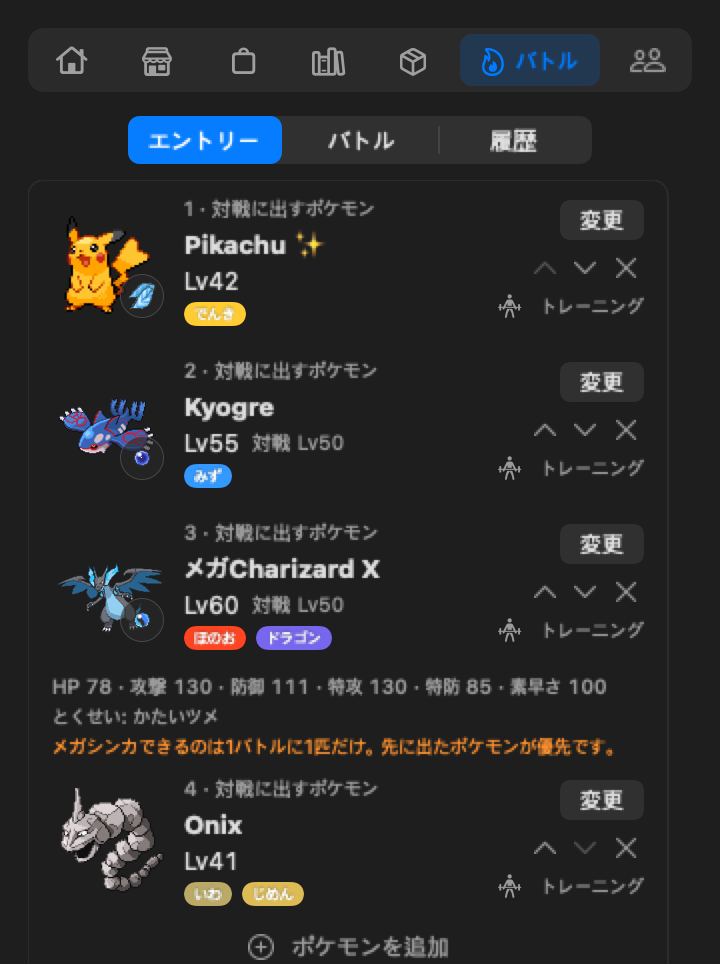 バトル
エントリー
バトル
履歴
1・対戦に出すポケモン
変更
Pikachu ✨
Lv42
でんき
トレーニング
2・対戦に出すポケモン
変更
Kyogre
Lv55 対戦 Lv50
みず
トレーニング
3・対戦に出すポケモン
変更
メガCharizard X
Lv60 対戦 Lv50
ほのお ドラゴン
トレーニング
HP 78・攻撃 130・防御 111・特攻 130・特防 85・素早さ 100
とくせい: かたいツメ
メガシンカできるのは1バトルに1匹だけ。先に出たポケモンが優先です。
4・対戦に出すポケモン
変更
Onix
Lv41
いわ じめん
トレーニング
ポケモンを追加